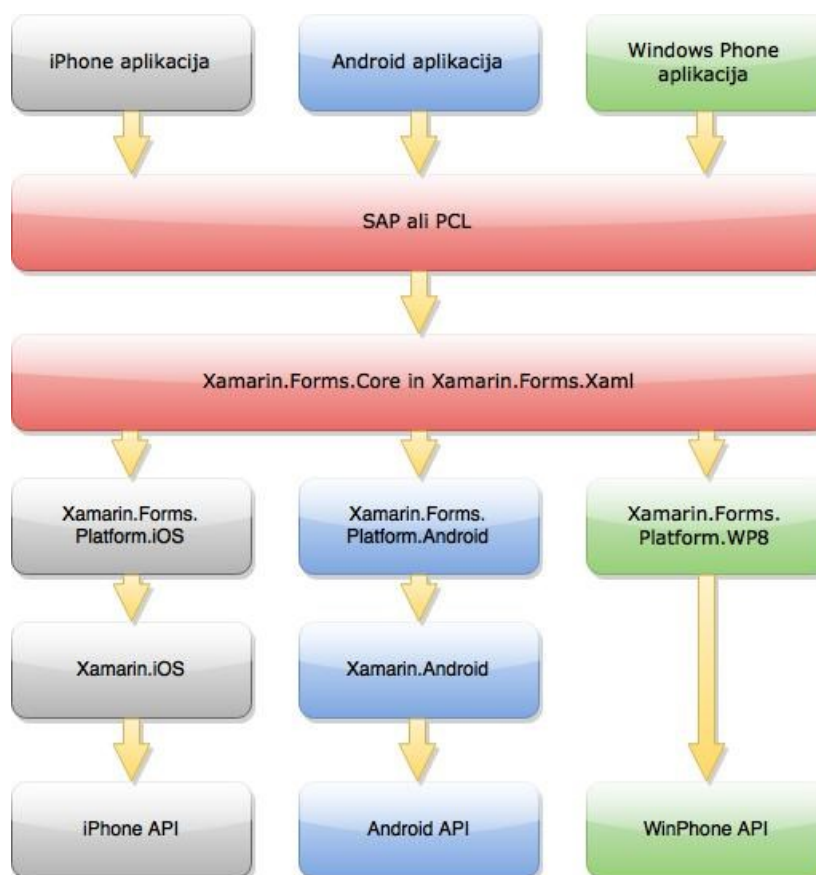 iPhone aplikacija
Android aplikacija
Windows Phone
aplikacija
SAP ali PCL
Xamarin.Forms.Core in Xamarin.Forms.Xaml
Xamarin.Forms.
Platform.iOS
Xamarin.Forms.
Platform.Android
Xamarin.Forms.
Platform.WP8
Xamarin.iOS
Xamarin.Android
iPhone API
Android API
WinPhone API